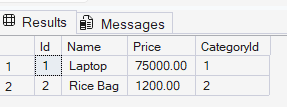 Results Messages
Id Name Price CategoryId
1 1 Laptop 75000.00 1
2 2 Rice Bag 1200.00 2